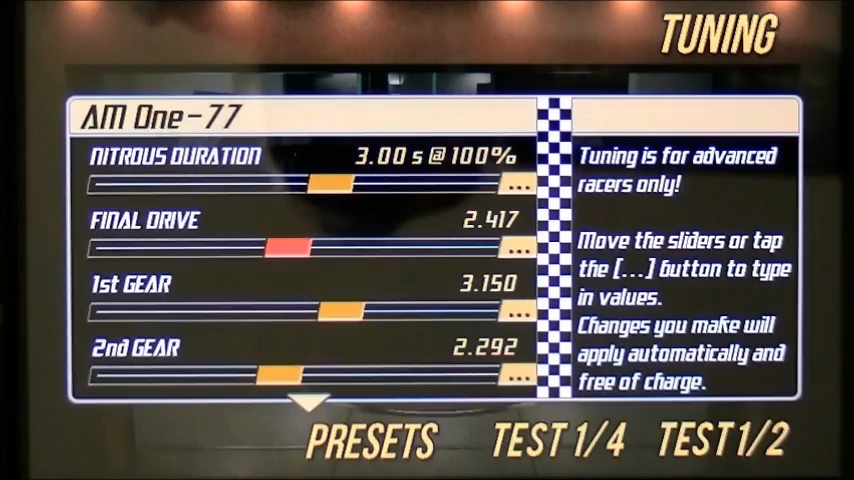 TUNING
AM One-77
NITROUS DURATION 3.00 s @ 100%
...
FINAL DRIVE 2.417
...
1st GEAR 3.150
...
2nd GEAR 2.292
...
Tuning is for advanced
racers only!
Move the sliders or tap
the [...] button to type
in values.
Changes you make will
apply automatically and
free of charge.
PRESETS TEST 1/4 TEST 1/2